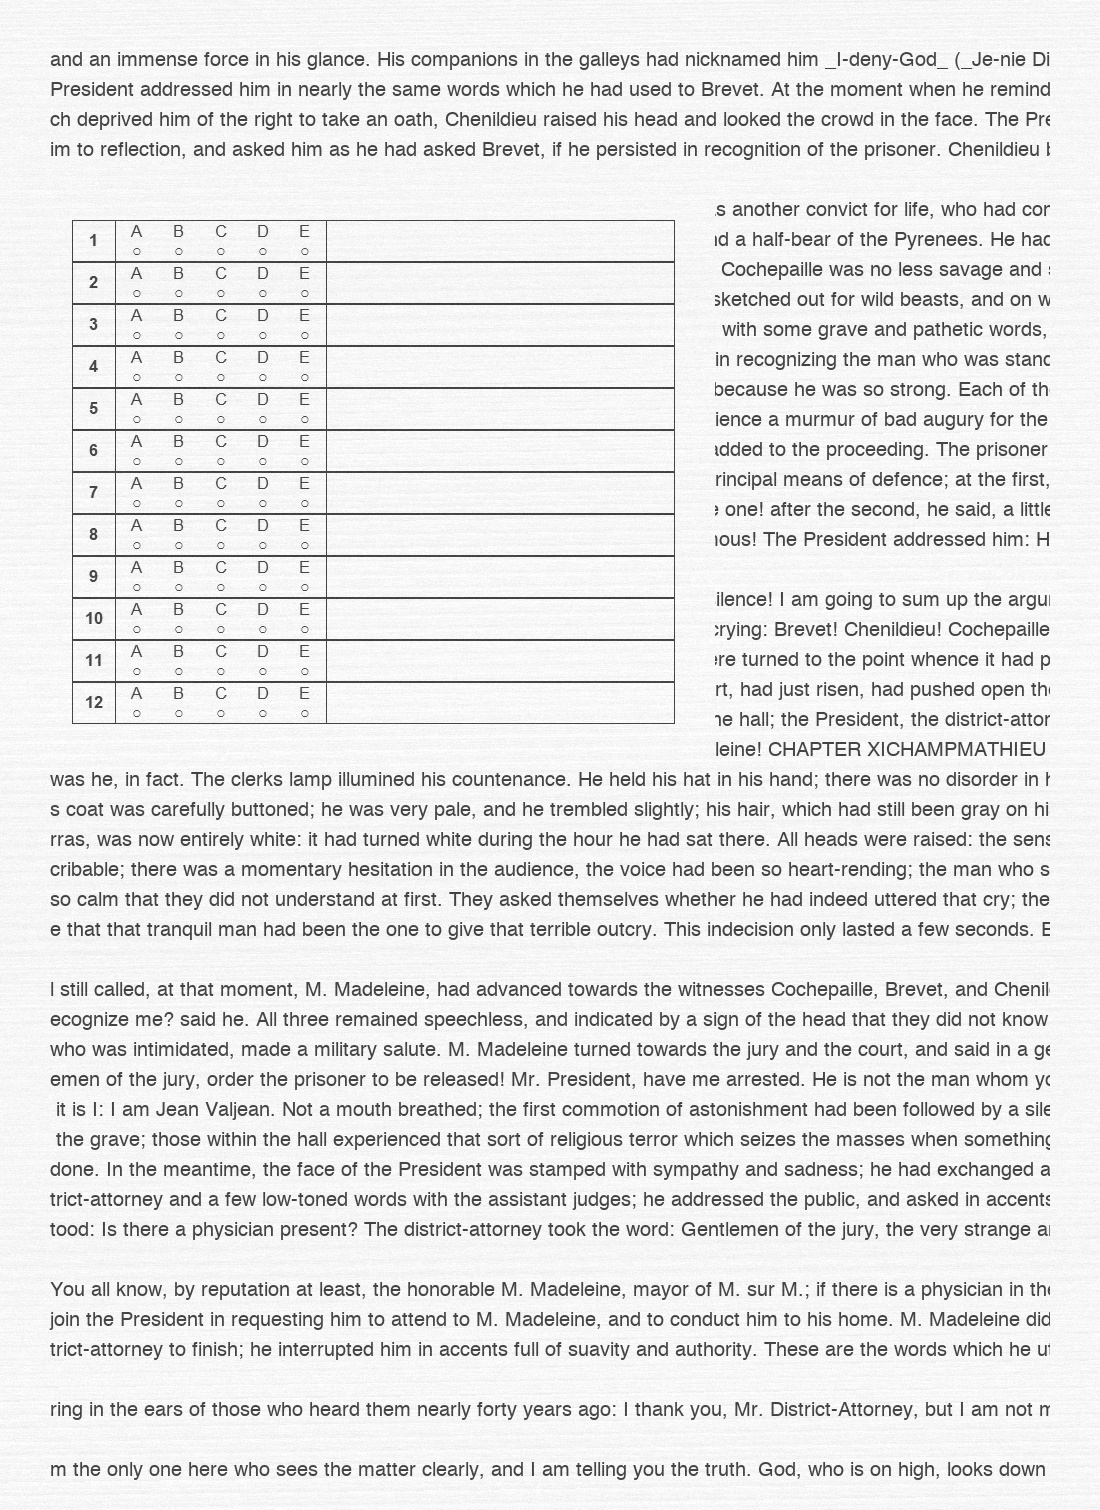 and an immense force in his glance. His companions in the galleys had nicknamed him _I-deny-God_ (_Je-nie Di
President addressed him in nearly the same words which he had used to Brevet. At the moment when he remind
ch deprived him of the right to take an oath, Chenildieu raised his head and looked the crowd in the face. The Pre
im to reflection, and asked him as he had asked Brevet, if he persisted in recognition of the prisoner. Chenildieu
1 A B C D E
2 A B C D E
3 A B C D E
4 A B C D E
5 A B C D E
6 A B C D E
7 A B C D E
8 A B C D E
9 A B C D E
10 A B C D E
11 A B C D E
12 A B C D E
s another convict for life, who had cor
nd a half-bear of the Pyrenees. He had
Cochepaille was no less savage and
sketched out for wild beasts, and on w
with some grave and pathetic words,
in recognizing the man who was stand
because he was so strong. Each of th
ience a murmur of bad augury for the
added to the proceeding. The prisoner
rincipal means of defence; at the first,
e one! after the second, he said, a little
nous! The President addressed him: H
ilence! I am going to sum up the argu
crying: Brevet! Chenildieu! Cochepaille
ere turned to the point whence it had p
rt, had just risen, had pushed open the
he hall; the President, the district-attor
leine! CHAPTER XICHAMPMATHIEU
was he, in fact. The clerks lamp illumined his countenance. He held his hat in his hand; there was no disorder in h
s coat was carefully buttoned; he was very pale, and he trembled slightly; his hair, which had still been gray on hi
rras, was now entirely white: it had turned white during the hour he had sat there. All heads were raised: the sens
cribable; there was a momentary hesitation in the audience, the voice had been so heart-rending; the man who s
so calm that they did not understand at first. They asked themselves whether he had indeed uttered that cry; the
e that that tranquil man had been the one to give that terrible outcry. This indecision only lasted a few seconds. E
l still called, at that moment, M. Madeleine, had advanced towards the witnesses Cochepaille, Brevet, and Chenil
ecognize me? said he. All three remained speechless, and indicated by a sign of the head that they did not know
who was intimidated, made a military salute. M. Madeleine turned towards the jury and the court, and said in a ge
emen of the jury, order the prisoner to be released! Mr. President, have me arrested. He is not the man whom yo
it is I: I am Jean Valjean. Not a mouth breathed; the first commotion of astonishment had been followed by a sile
the grave; those within the hall experienced that sort of religious terror which seizes the masses when something
done. In the meantime, the face of the President was stamped with sympathy and sadness; he had exchanged a
trict-attorney and a few low-toned words with the assistant judges; he addressed the public, and asked in accents
tood: Is there a physician present? The district-attorney took the word: Gentlemen of the jury, the very strange a
You all know, by reputation at least, the honorable M. Madeleine, mayor of M. sur M.; if there is a physician in the
join the President in requesting him to attend to M. Madeleine, and to conduct him to his home. M. Madeleine did
trict-attorney to finish; he interrupted him in accents full of suavity and authority. These are the words which he ut
ring in the ears of those who heard them nearly forty years ago: I thank you, Mr. District-Attorney, but I am not m
m the only one here who sees the matter clearly, and I am telling you the truth. God, who is on high, looks down